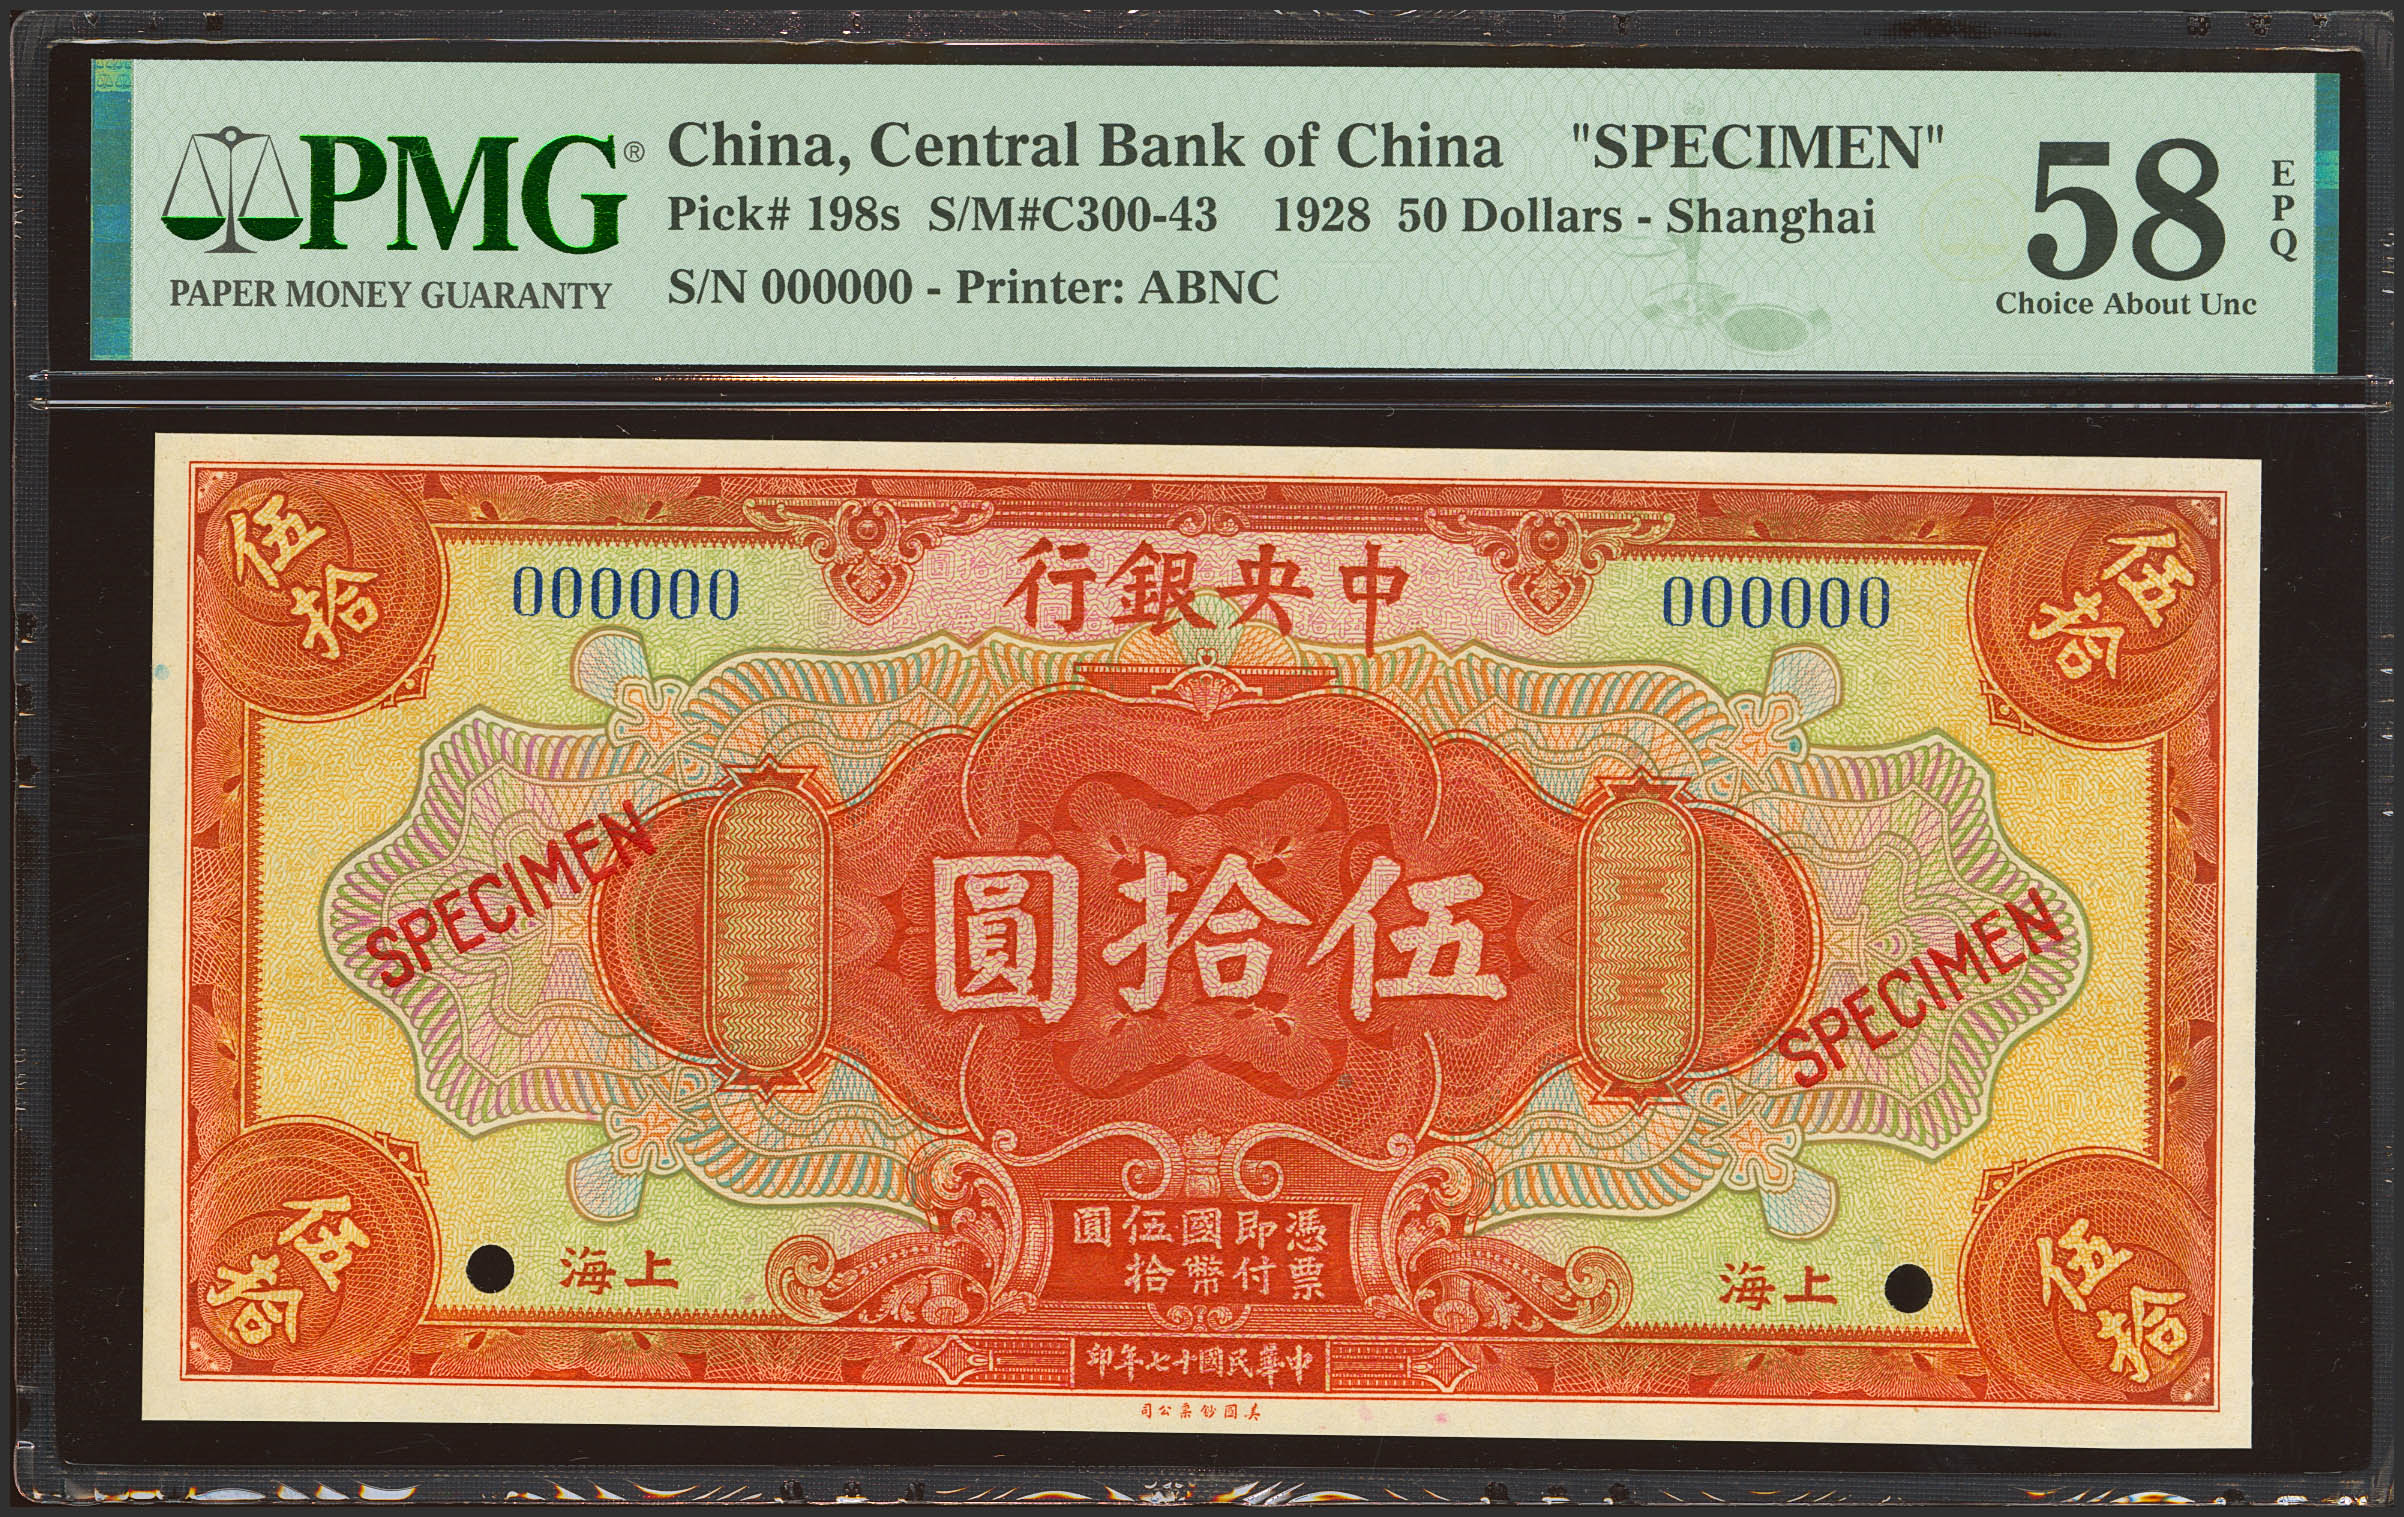 PMG®
PAPER MONEY GUARANTY
China, Central Bank of China "SPECIMEN"
Pick# 198s S/M#C300-43 1928 50 Dollars - Shanghai
S/N 000000 - Printer: ABNC
58
EPQ
Choice About Unc
伍拾
伍拾
000000
中央銀行
000000
SPECIMEN
伍拾圓
SPECIMEN
憑票即付國幣伍拾圓
上海
上海
伍拾
伍拾
中華民國十七年印
美國鈔票公司